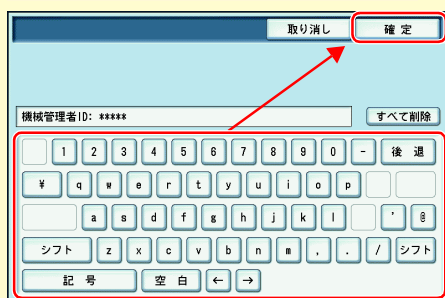 取り消し 確定
機械管理者ID: ***** すべて削除
1 2 3 4 5 6 7 8 9 0 - 後退
¥ q w e r t y u i o p
a s d f g h j k l ' @
シフト z x c v b n m , . / シフト
記号 空白 ← →